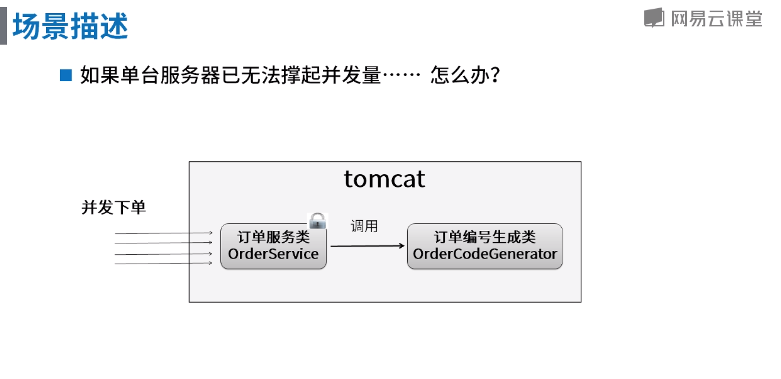 场景描述
网易云课堂
如果单台服务器已无法撑起并发量…… 怎么办?
tomcat
并发下单
订单服务类
OrderService
调用
订单编号生成类
OrderCodeGenerator